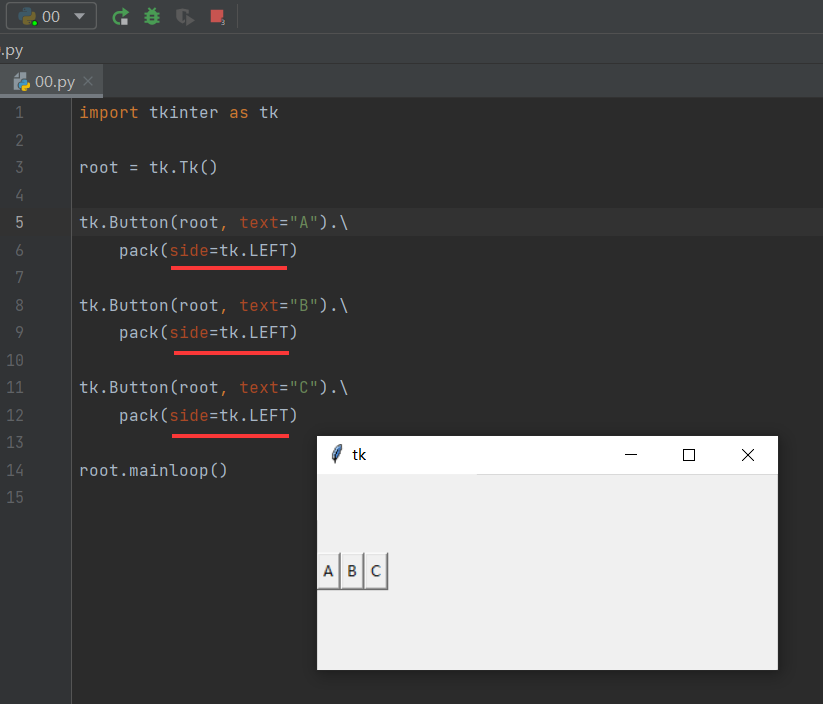 00
.py
00.py
1 import tkinter as tk
2
3 root = tk.Tk()
4
5 tk.Button(root, text="A").\
6     pack(side=tk.LEFT)
7
8 tk.Button(root, text="B").\
9     pack(side=tk.LEFT)
10
11 tk.Button(root, text="C").\
12     pack(side=tk.LEFT)
13
14 root.mainloop()
15
tk
A B C